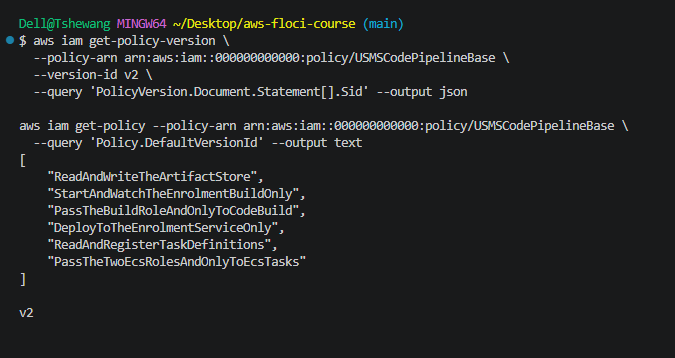 Dell@Tshewang MINGW64 ~/Desktop/aws-floci-course (main)
$ aws iam get-policy-version \
  --policy-arn arn:aws:iam::000000000000:policy/USMSCodePipelineBase \
  --version-id v2 \
  --query 'PolicyVersion.Document.Statement[].Sid' --output json

aws iam get-policy --policy-arn arn:aws:iam::000000000000:policy/USMSCodePipelineBase \
  --query 'Policy.DefaultVersionId' --output text
[
    "ReadAndWriteTheArtifactStore",
    "StartAndWatchTheEnrolmentBuildOnly",
    "PassTheBuildRoleAndOnlyToCodeBuild",
    "DeployToTheEnrolmentServiceOnly",
    "ReadAndRegisterTaskDefinitions",
    "PassTheTwoEcsRolesAndOnlyToEcsTasks"
]

v2